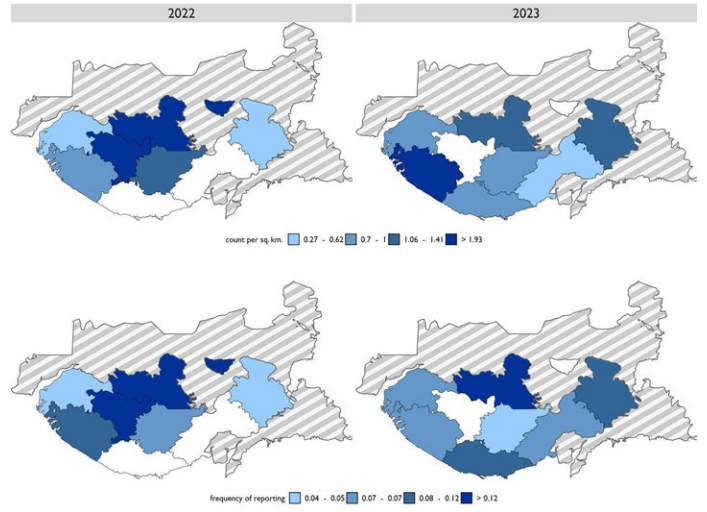 2022 2023
count per sq. km. 0.27 - 0.62 0.7 - 1 1.06 - 1.41 > 1.93
frequency of reporting 0.04 - 0.05 0.07 - 0.07 0.08 - 0.12 > 0.12